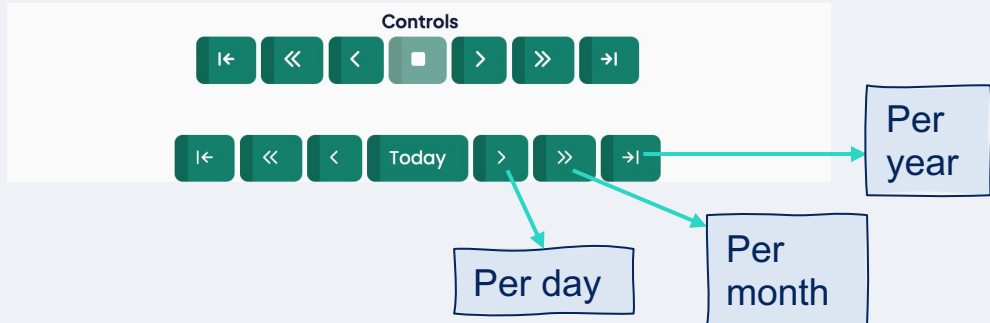 Controls
Today
Per
year
Per day
Per
month